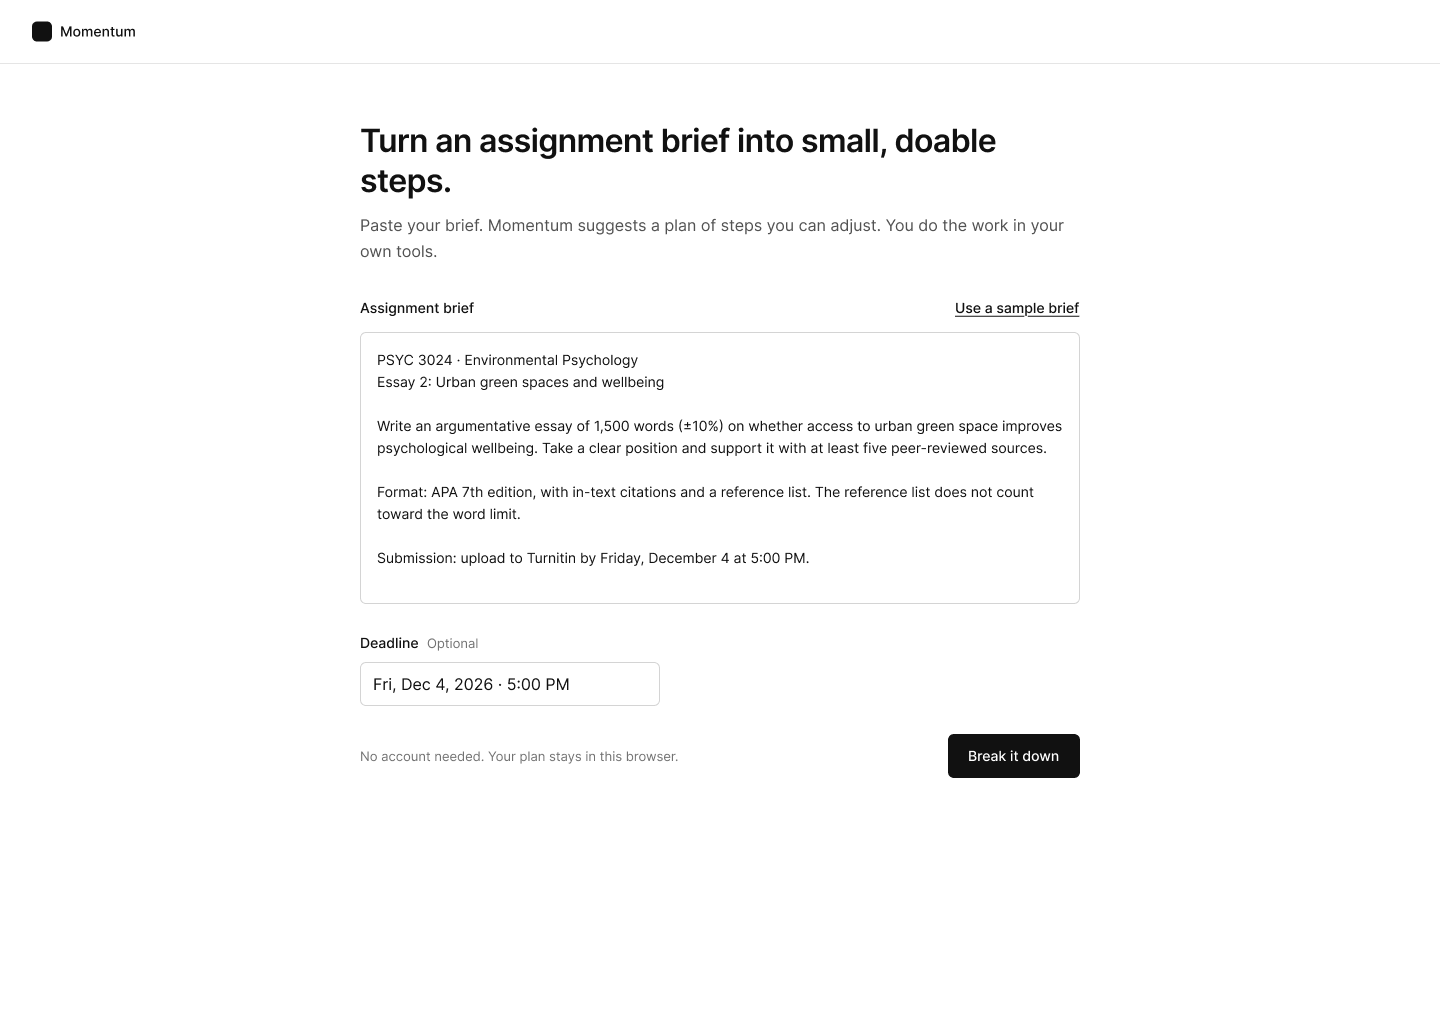 Momentum
Turn an assignment brief into small, doable
steps.
Paste your brief. Momentum suggests a plan of steps you can adjust. You do the work in your
own tools.
Assignment brief
Use a sample brief
PSYC 3024 · Environmental Psychology
Essay 2: Urban green spaces and wellbeing
Write an argumentative essay of 1,500 words (±10%) on whether access to urban green space improves
psychological wellbeing. Take a clear position and support it with at least five peer-reviewed sources.
Format: APA 7th edition, with in-text citations and a reference list. The reference list does not count
toward the word limit.
Submission: upload to Turnitin by Friday, December 4 at 5:00 PM.
Deadline Optional
Fri, Dec 4, 2026 · 5:00 PM
No account needed. Your plan stays in this browser.
Break it down